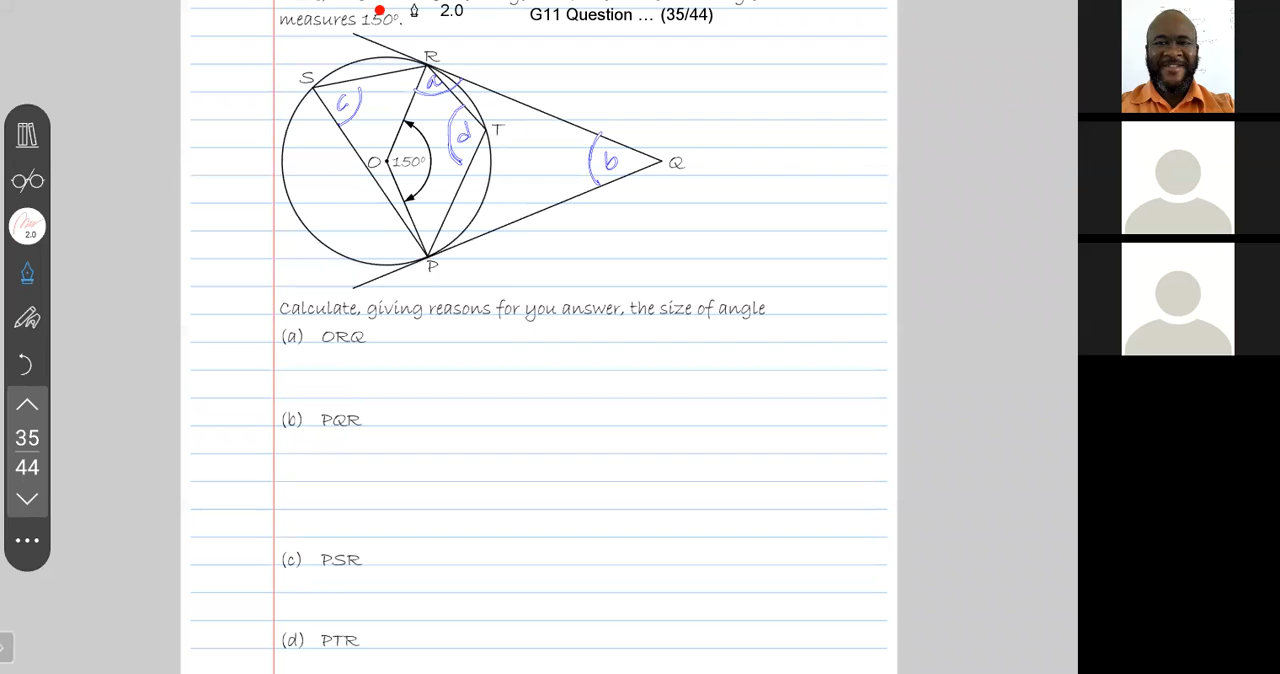 2.0
G11 Question ... (35/44)
measures 150°.
R
S
a
c
d
T
O
150°
b
Q
P
2.0
Calculate, giving reasons for you answer, the size of angle
(a) ORQ
35
44
(b) PQR
(c) PSR
(d) PTR